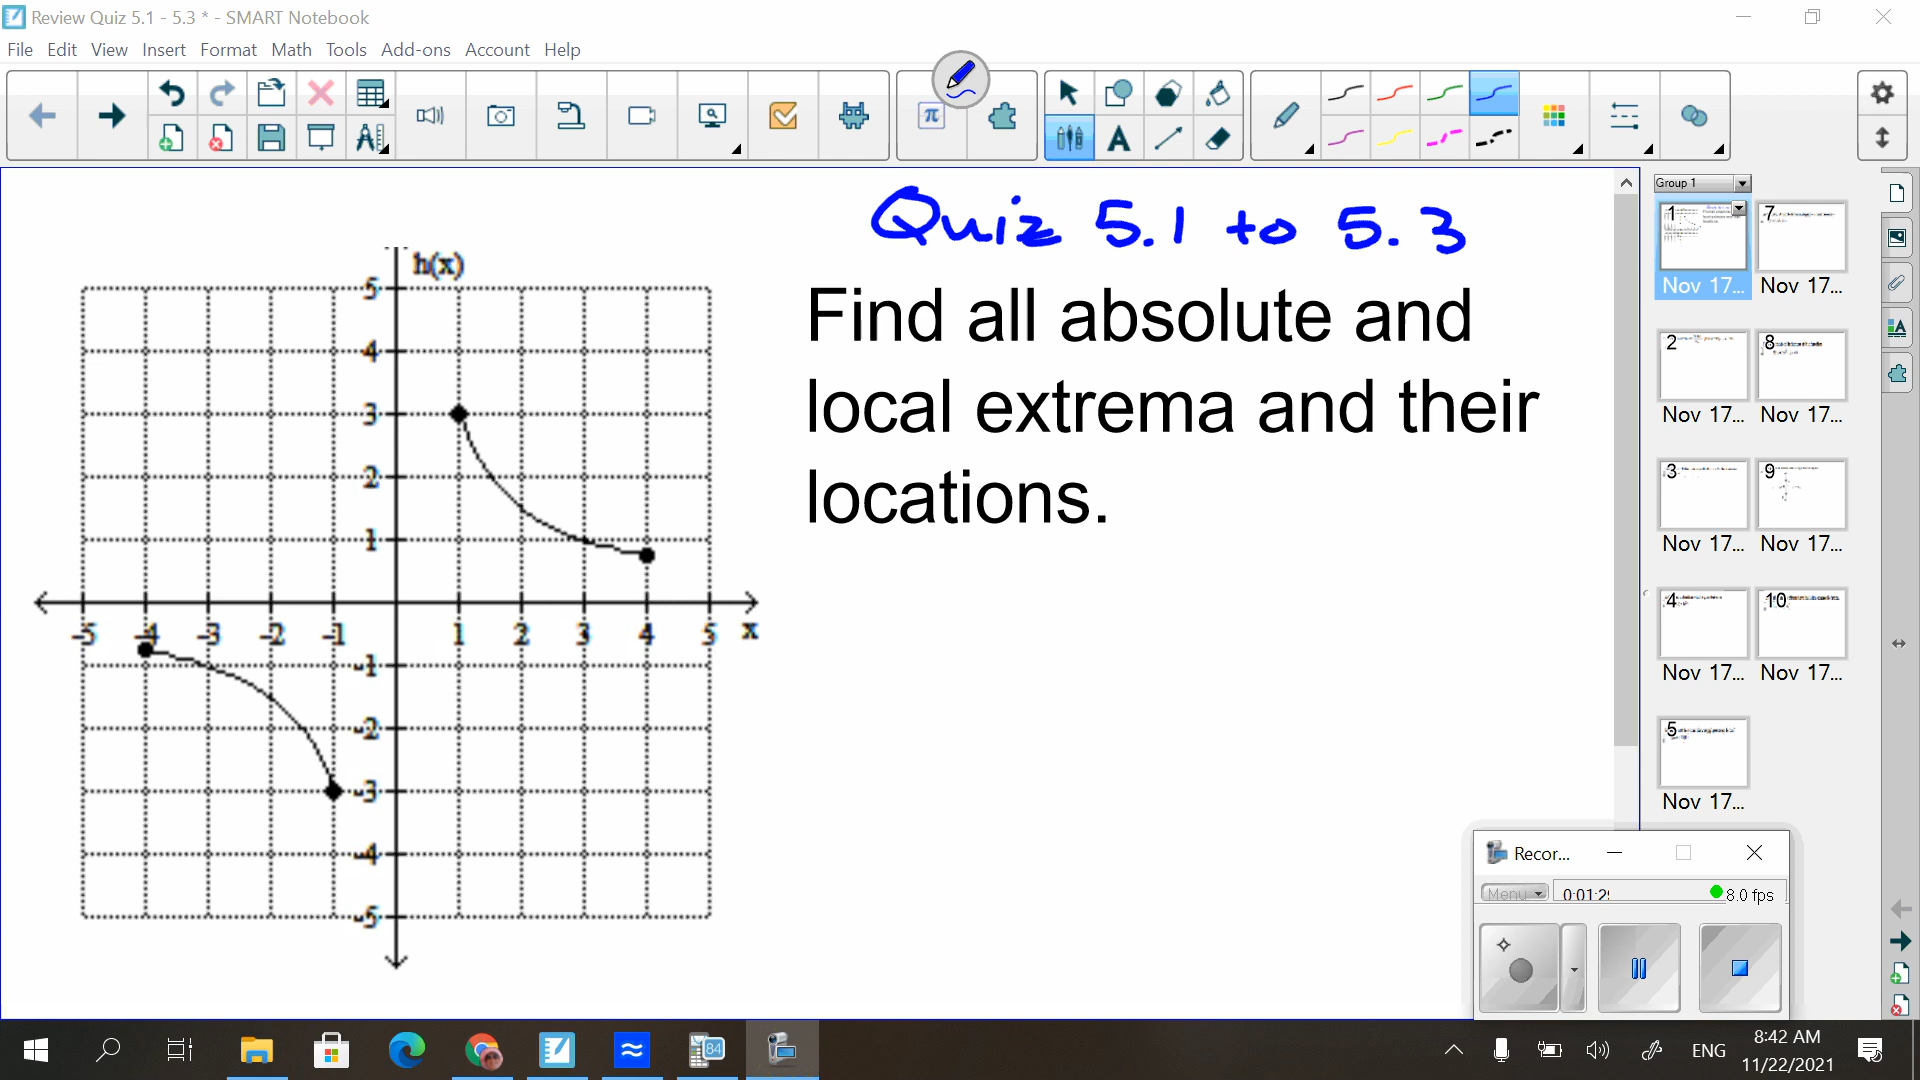 Review Quiz 5.1 - 5.3 * - SMART Notebook
File Edit View Insert Format Math Tools Add-ons Account Help
π
A
Quiz 5.1 to 5.3
Find all absolute and
local extrema and their
locations.
h(x)
5
4
3
2
1
-5 -4 -3 -2 -1 1 2 3 4 5 x
-1
-2
-3
-4
-5
Group 1
1 7
Nov 17... Nov 17...
2 8
Nov 17... Nov 17...
3 9
Nov 17... Nov 17...
4 10
Nov 17... Nov 17...
5
Nov 17...
Recor...
Menu 0:01:29 8.0 fps
84
ENG
8:42 AM
11/22/2021